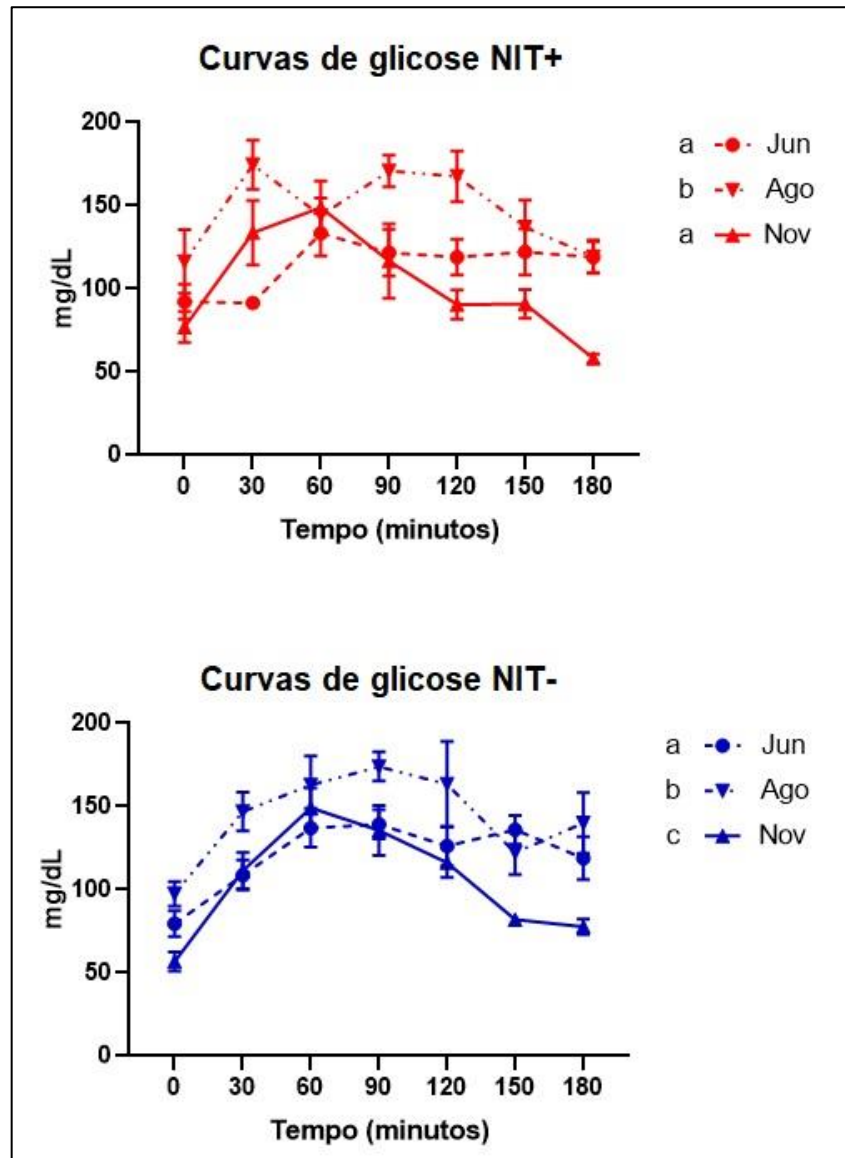 Curvas de glicose NIT+
200
150
100
50
0
mg/dL
0 30 60 90 120 150 180
Tempo (minutos)
a Jun
b Ago
a Nov
Curvas de glicose NIT-
200
150
100
50
0
mg/dL
0 30 60 90 120 150 180
Tempo (minutos)
a Jun
b Ago
c Nov